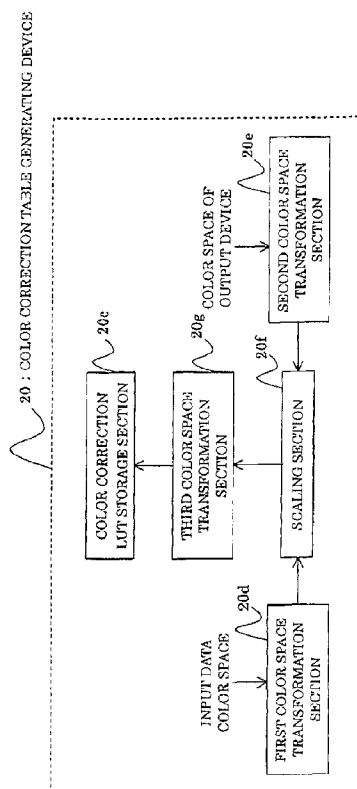 20 : COLOR CORRECTION TABLE GENERATING DEVICE
20c
COLOR CORRECTION
LUT STORAGE SECTION
20g
THIRD COLOR SPACE
TRANSFORMATION
SECTION
COLOR SPACE OF
OUTPUT DEVICE
INPUT DATA
COLOR SPACE
20d
FIRST COLOR SPACE
TRANSFORMATION
SECTION
20f
SCALING SECTION
20e
SECOND COLOR SPACE
TRANSFORMATION
SECTION